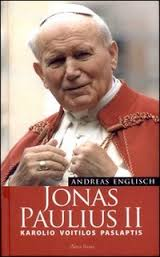 ANDREAS ENGLISCH
JONAS
PAULIUS II
KAROLIO VOITILOS PASLAPTIS